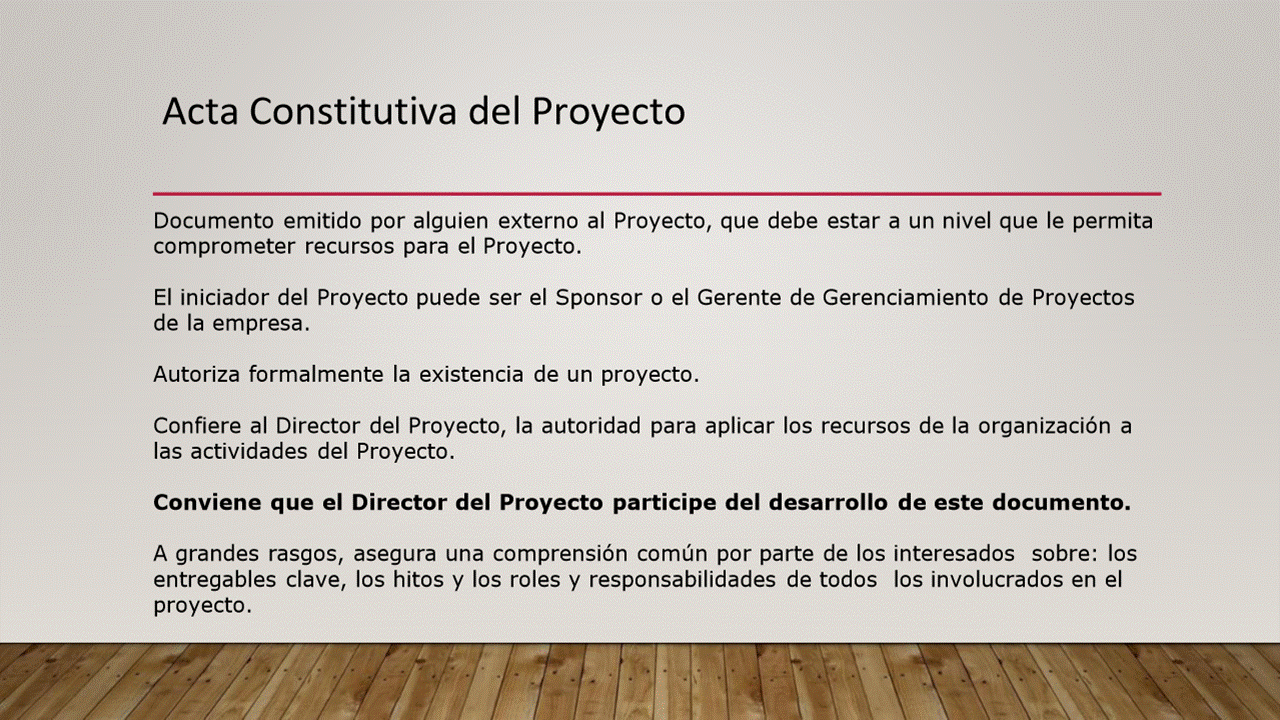 Acta Constitutiva del Proyecto
Documento emitido por alguien externo al Proyecto, que debe estar a un nivel que le permita
comprometer recursos para el Proyecto.
El iniciador del Proyecto puede ser el Sponsor o el Gerente de Gerenciamiento de Proyectos
de la empresa.
Autoriza formalmente la existencia de un proyecto.
Confiere al Director del Proyecto, la autoridad para aplicar los recursos de la organización a
las actividades del Proyecto.
Conviene que el Director del Proyecto participe del desarrollo de este documento.
A grandes rasgos, asegura una comprensión común por parte de los interesados  sobre: los
entregables clave, los hitos y los roles y responsabilidades de todos  los involucrados en el
proyecto.